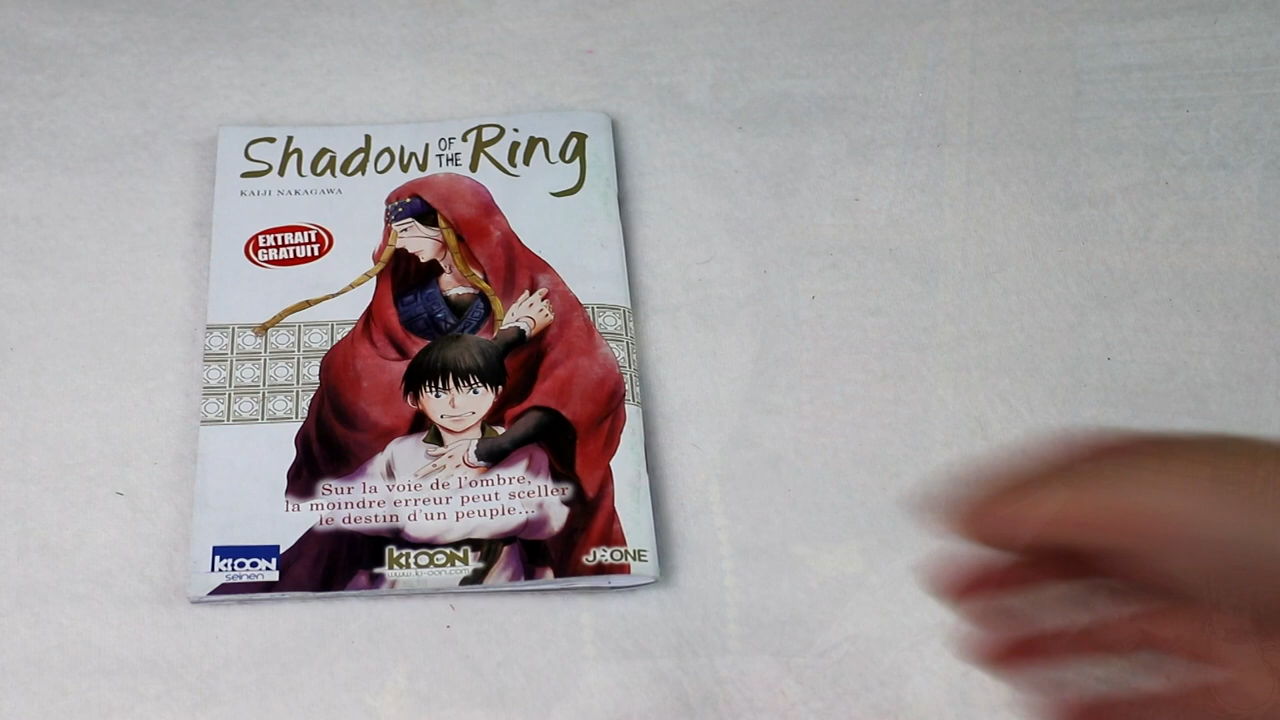 Shadow OF THE Ring
KAIJI NAKAGAWA
EXTRAIT
GRATUIT
Sur la voie de l'ombre,
la moindre erreur peut sceller
le destin d'un peuple...
KI-OON
seinen
KI-OON
www.ki-oon.com
J-ONE